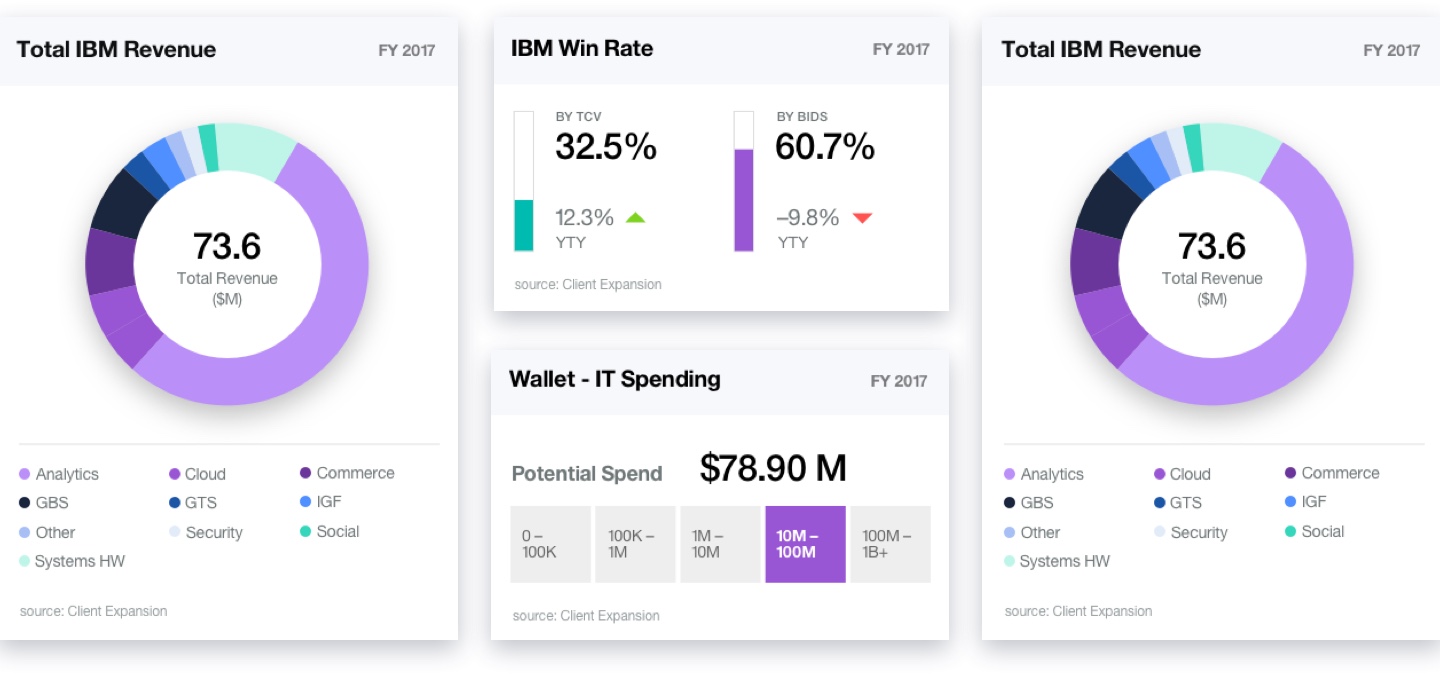 Total IBM Revenue
FY 2017
73.6
Total Revenue
($M)
Analytics
Cloud
Commerce
GBS
GTS
IGF
Other
Security
Social
Systems HW
source: Client Expansion
IBM Win Rate
FY 2017
BY TCV
32.5%
12.3%
YTY
BY BIDS
60.7%
–9.8%
YTY
source: Client Expansion
Wallet - IT Spending
FY 2017
Potential Spend
$78.90 M
0 –
100K
100K –
1M
1M –
10M
10M –
100M
100M –
1B+
source: Client Expansion
Total IBM Revenue
FY 2017
73.6
Total Revenue
($M)
Analytics
Cloud
Commerce
GBS
GTS
IGF
Other
Security
Social
Systems HW
source: Client Expansion